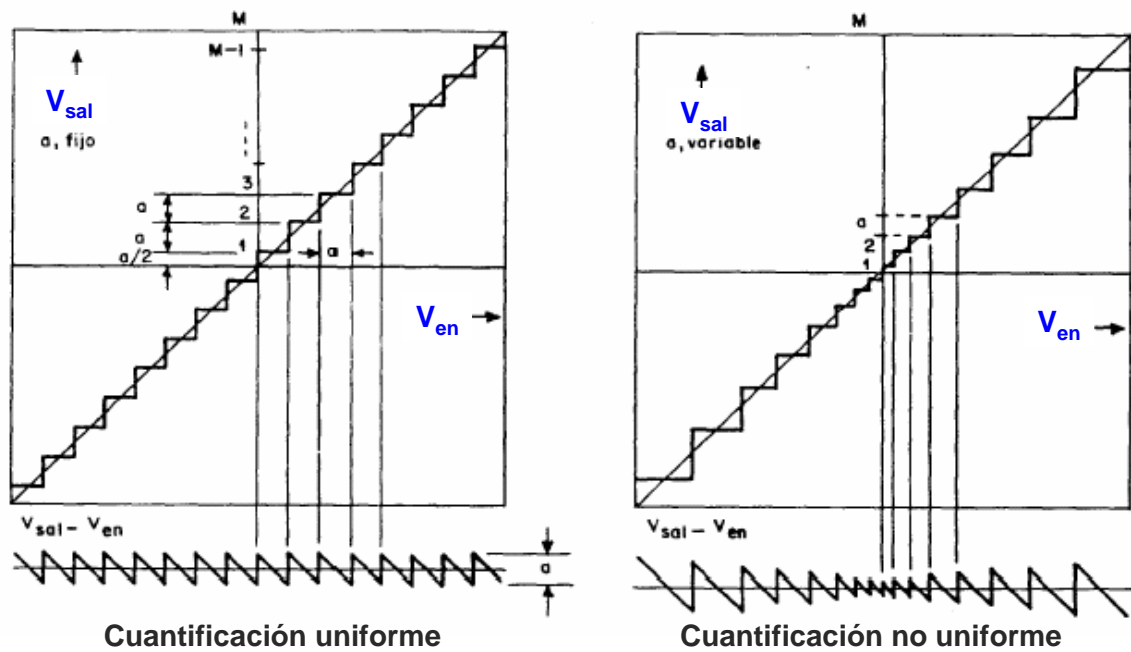 M
M-1
V_sal
a, fijo
3
a
2
a
1
a/2
a
V_en
V_sal - V_en
a
Cuantificación uniforme
M
V_sal
a, variable
a
2
1
V_en
V_sal - V_en
Cuantificación no uniforme